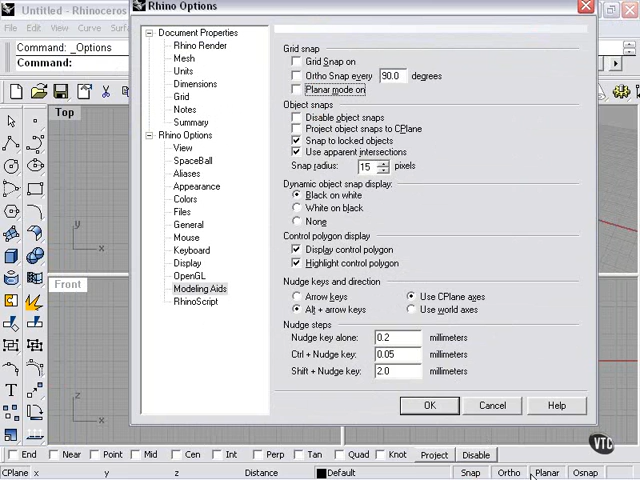 Untitled - Rhinoceros
Rhino Options
File Edit View Curve
Command: _Options
Command:
Top
y
x
Front
z
x
Document Properties
Rhino Render
Mesh
Units
Dimensions
Grid
Notes
Summary
Rhino Options
View
SpaceBall
Aliases
Appearance
Colors
Files
General
Mouse
Keyboard
Display
OpenGL
Modeling Aids
RhinoScript
Grid snap
Grid Snap on
Ortho Snap every 90.0 degrees
Planar mode on
Object snaps
Disable object snaps
Project object snaps to CPlane
Snap to locked objects
Use apparent intersections
Snap radius: 15 pixels
Dynamic object snap display:
Black on white
White on black
None
Control polygon display
Display control polygon
Highlight control polygon
Nudge keys and direction
Arrow keys Use CPlane axes
Alt + arrow keys Use world axes
Nudge steps
Nudge key alone: 0.2 millimeters
Ctrl + Nudge key: 0.05 millimeters
Shift + Nudge key: 2.0 millimeters
OK Cancel Help
VTC
End Near Point Mid Cen Int Perp Tan Quad Knot Project Disable
CPlane x y z Distance Default Snap Ortho Planar Osnap